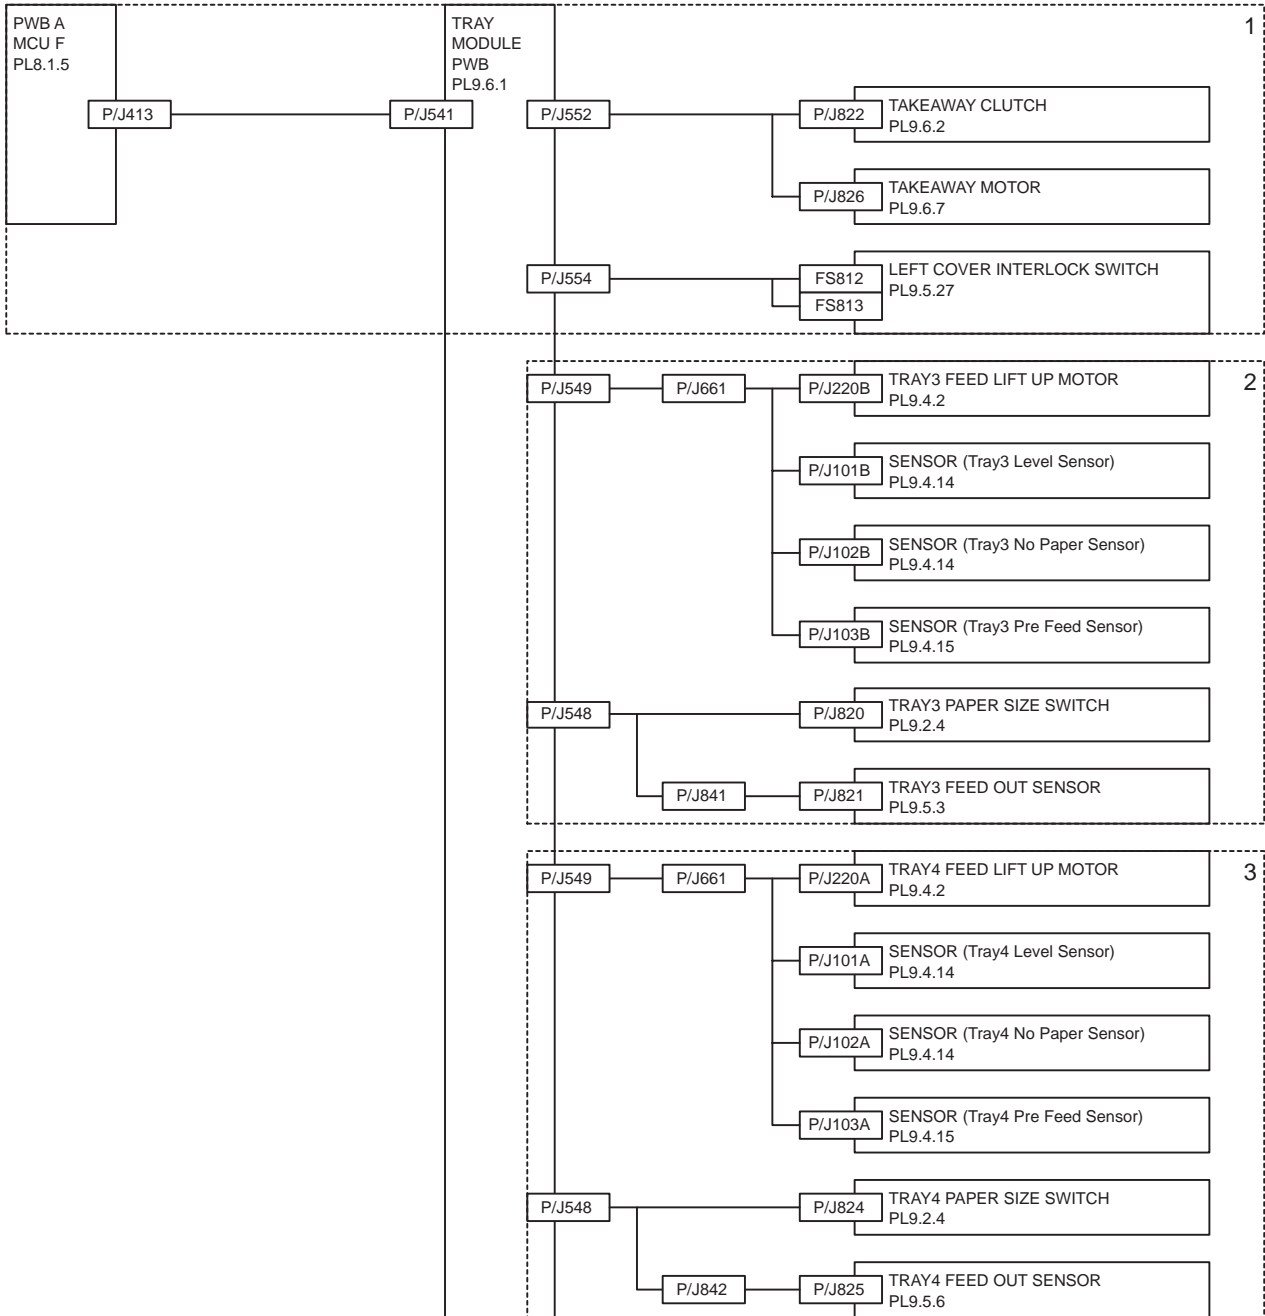 PWB A
MCU F
PL8.1.5
TRAY
MODULE
PWB
PL9.6.1
1
P/J413
P/J541
P/J552
P/J822
TAKEAWAY CLUTCH
PL9.6.2
P/J826
TAKEAWAY MOTOR
PL9.6.7
P/J554
FS812
FS813
LEFT COVER INTERLOCK SWITCH
PL9.5.27
2
P/J549
P/J661
P/J220B
TRAY3 FEED LIFT UP MOTOR
PL9.4.2
P/J101B
SENSOR (Tray3 Level Sensor)
PL9.4.14
P/J102B
SENSOR (Tray3 No Paper Sensor)
PL9.4.14
P/J103B
SENSOR (Tray3 Pre Feed Sensor)
PL9.4.15
P/J548
P/J820
TRAY3 PAPER SIZE SWITCH
PL9.2.4
P/J841
P/J821
TRAY3 FEED OUT SENSOR
PL9.5.3
3
P/J549
P/J661
P/J220A
TRAY4 FEED LIFT UP MOTOR
PL9.4.2
P/J101A
SENSOR (Tray4 Level Sensor)
PL9.4.14
P/J102A
SENSOR (Tray4 No Paper Sensor)
PL9.4.14
P/J103A
SENSOR (Tray4 Pre Feed Sensor)
PL9.4.15
P/J548
P/J824
TRAY4 PAPER SIZE SWITCH
PL9.2.4
P/J842
P/J825
TRAY4 FEED OUT SENSOR
PL9.5.6